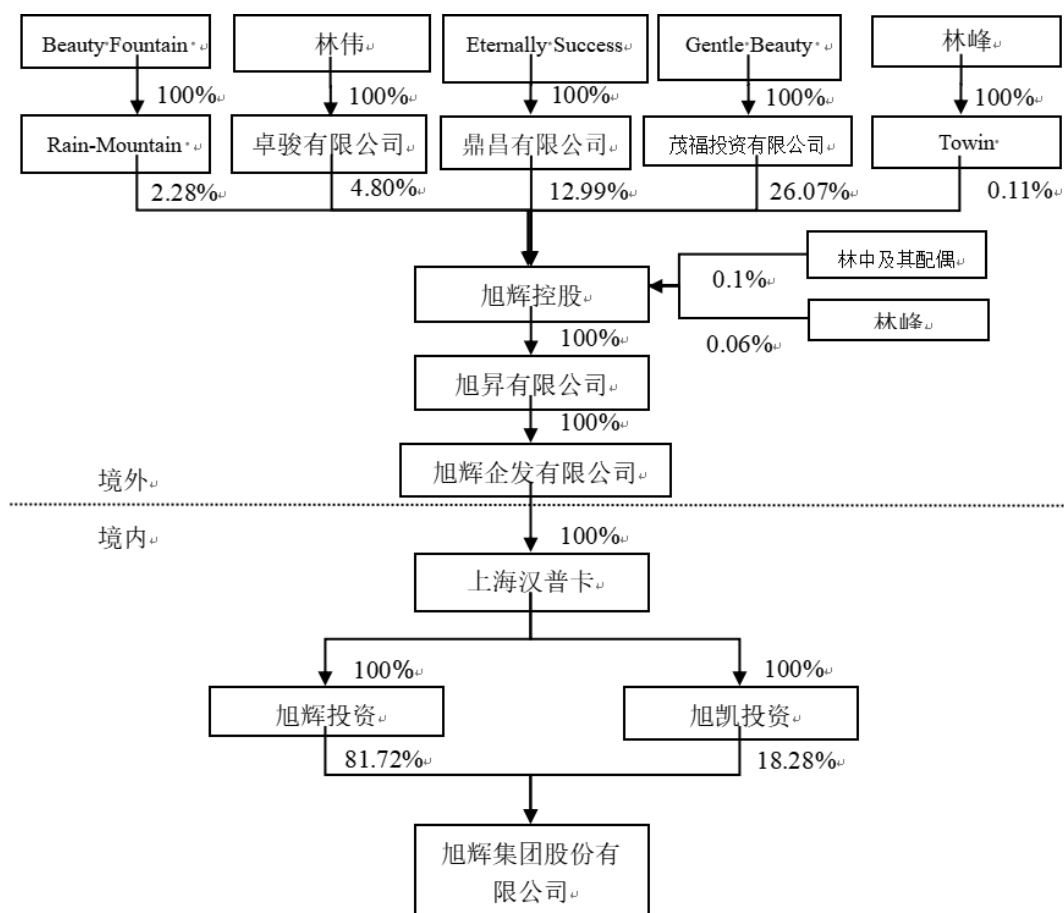 Beauty Fountain
林伟
Eternally Success
Gentle Beauty
林峰
100%
100%
100%
100%
100%
Rain-Mountain
卓骏有限公司
鼎昌有限公司
茂福投资有限公司
Towin
2.28%
4.80%
12.99%
26.07%
0.11%
林中及其配偶
0.1%
旭辉控股
林峰
0.06%
100%
旭昇有限公司
100%
旭辉企发有限公司
境外
境内
100%
上海汉普卡
100%
100%
旭辉投资
旭凯投资
81.72%
18.28%
旭辉集团股份有
限公司